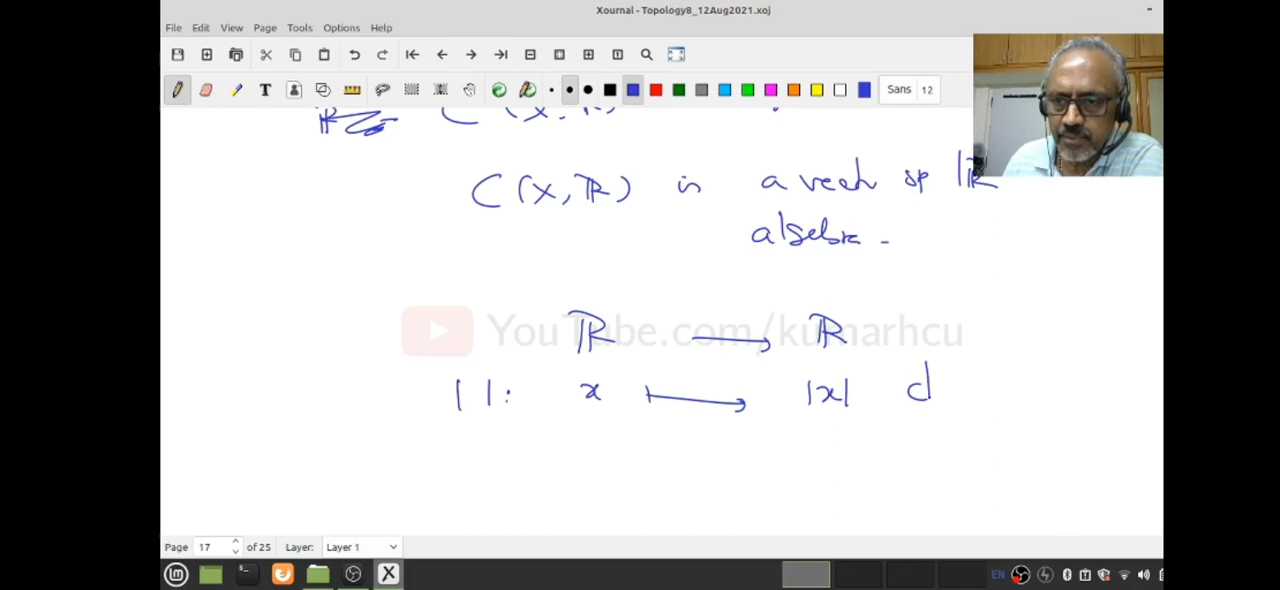 Xournal - Topology8_12Aug2021.xoj
File Edit View Page Tools Options Help
Sans 12
C(X, ℝ) is a vect sp ℝ
algebra.
ℝ ⟶ ℝ
YouTube.com/kumarhcu
| |: x ⟼ |x| d
Page 17 of 25 Layer: Layer 1
EN